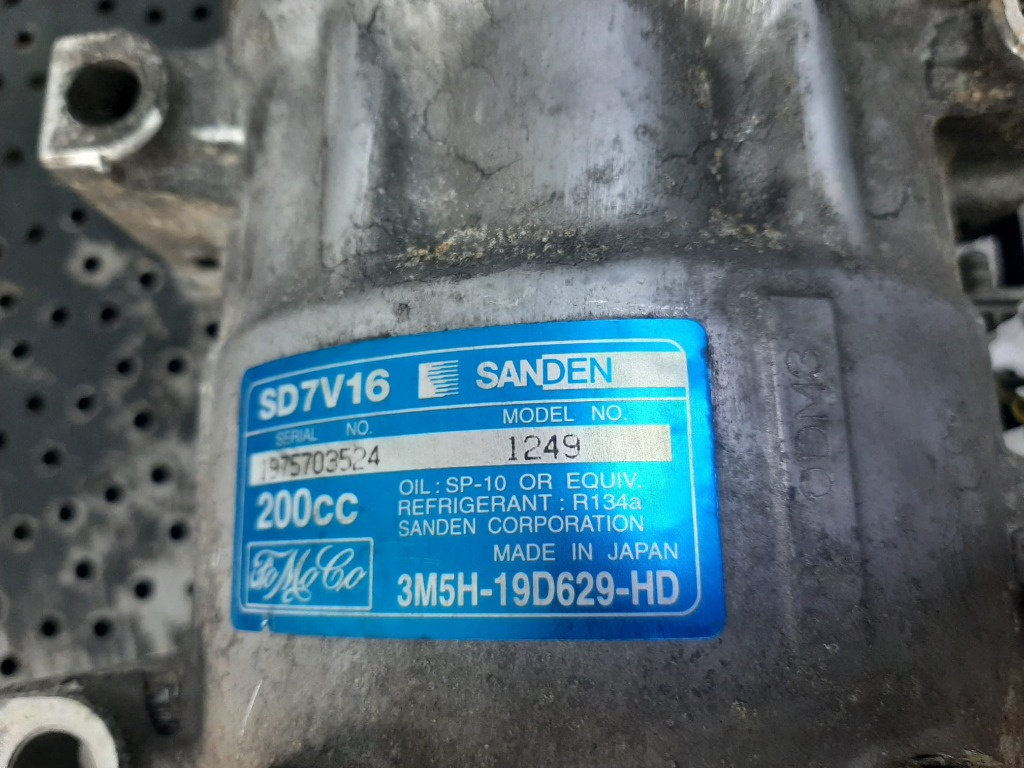 SD7V16 SANDEN
SERIAL NO. MODEL NO.
1975703524 1249
200cc OIL : SP-10 OR EQUIV.
REFRIGERANT : R134a
SANDEN CORPORATION
MADE IN JAPAN
FoMoCo 3M5H-19D629-HD